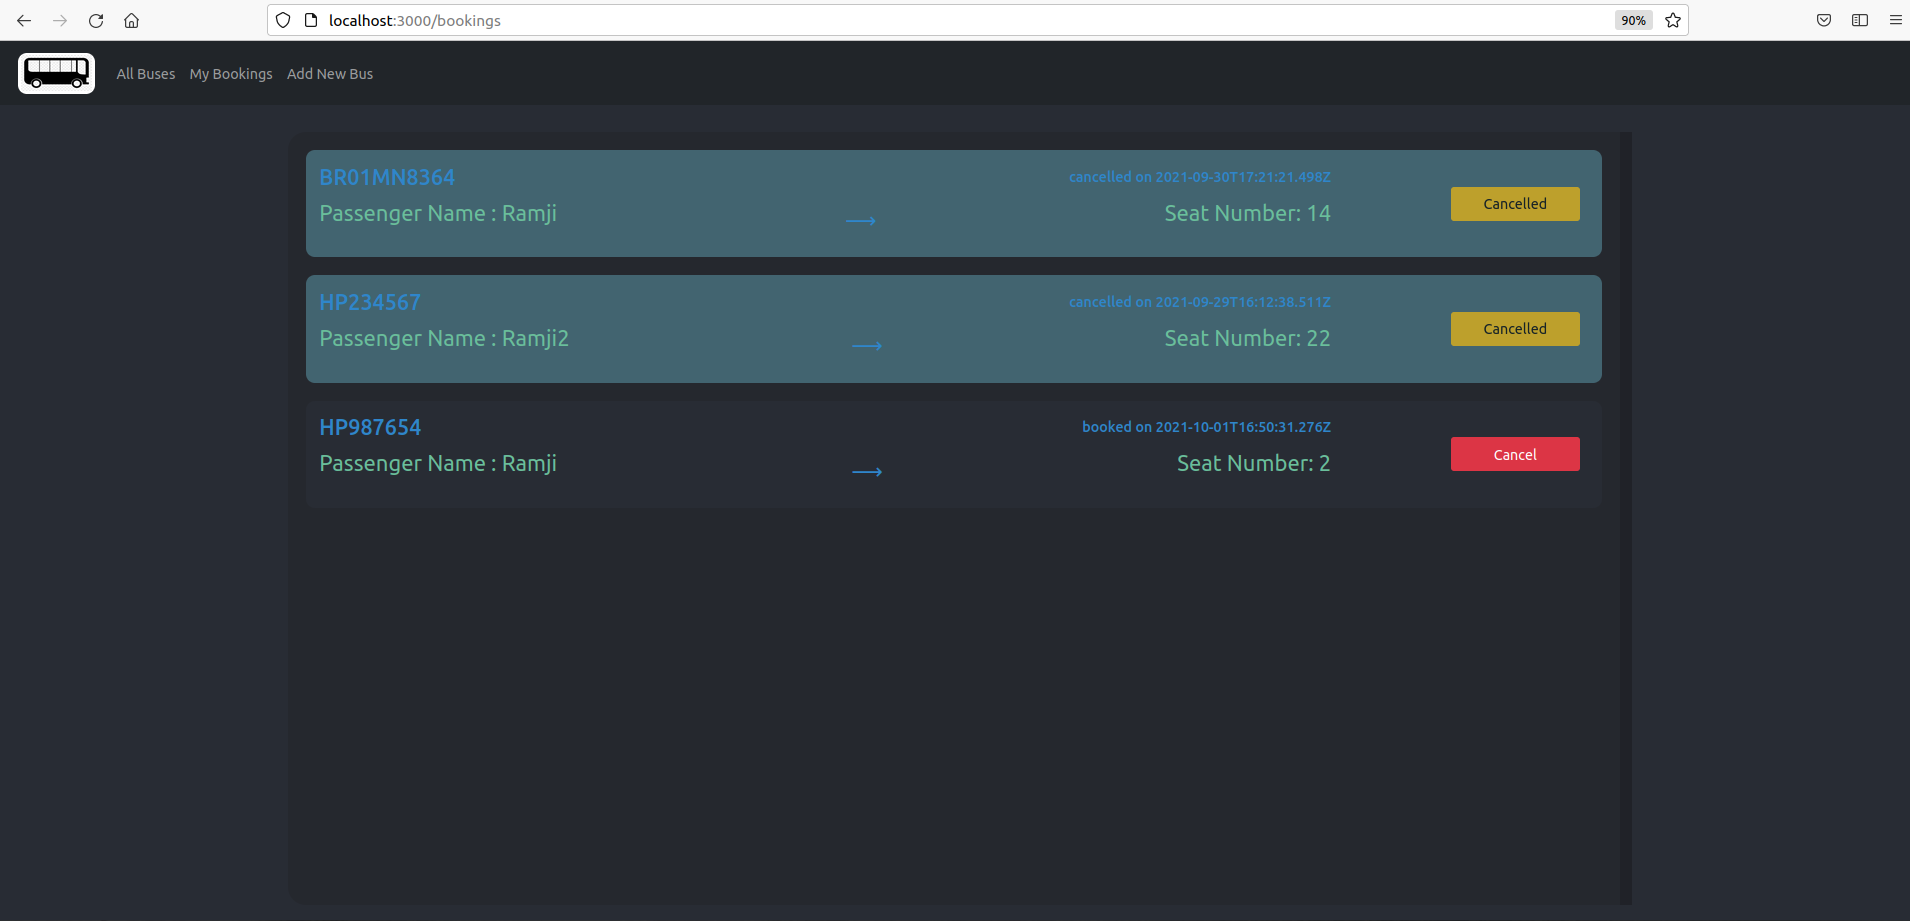 localhost:3000/bookings
90%
All Buses My Bookings Add New Bus
BR01MN8364 cancelled on 2021-09-30T17:21:21.498Z
Passenger Name : Ramji ⟶ Seat Number: 14 Cancelled
HP234567 cancelled on 2021-09-29T16:12:38.511Z
Passenger Name : Ramji2 ⟶ Seat Number: 22 Cancelled
HP987654 booked on 2021-10-01T16:50:31.276Z
Passenger Name : Ramji ⟶ Seat Number: 2 Cancel